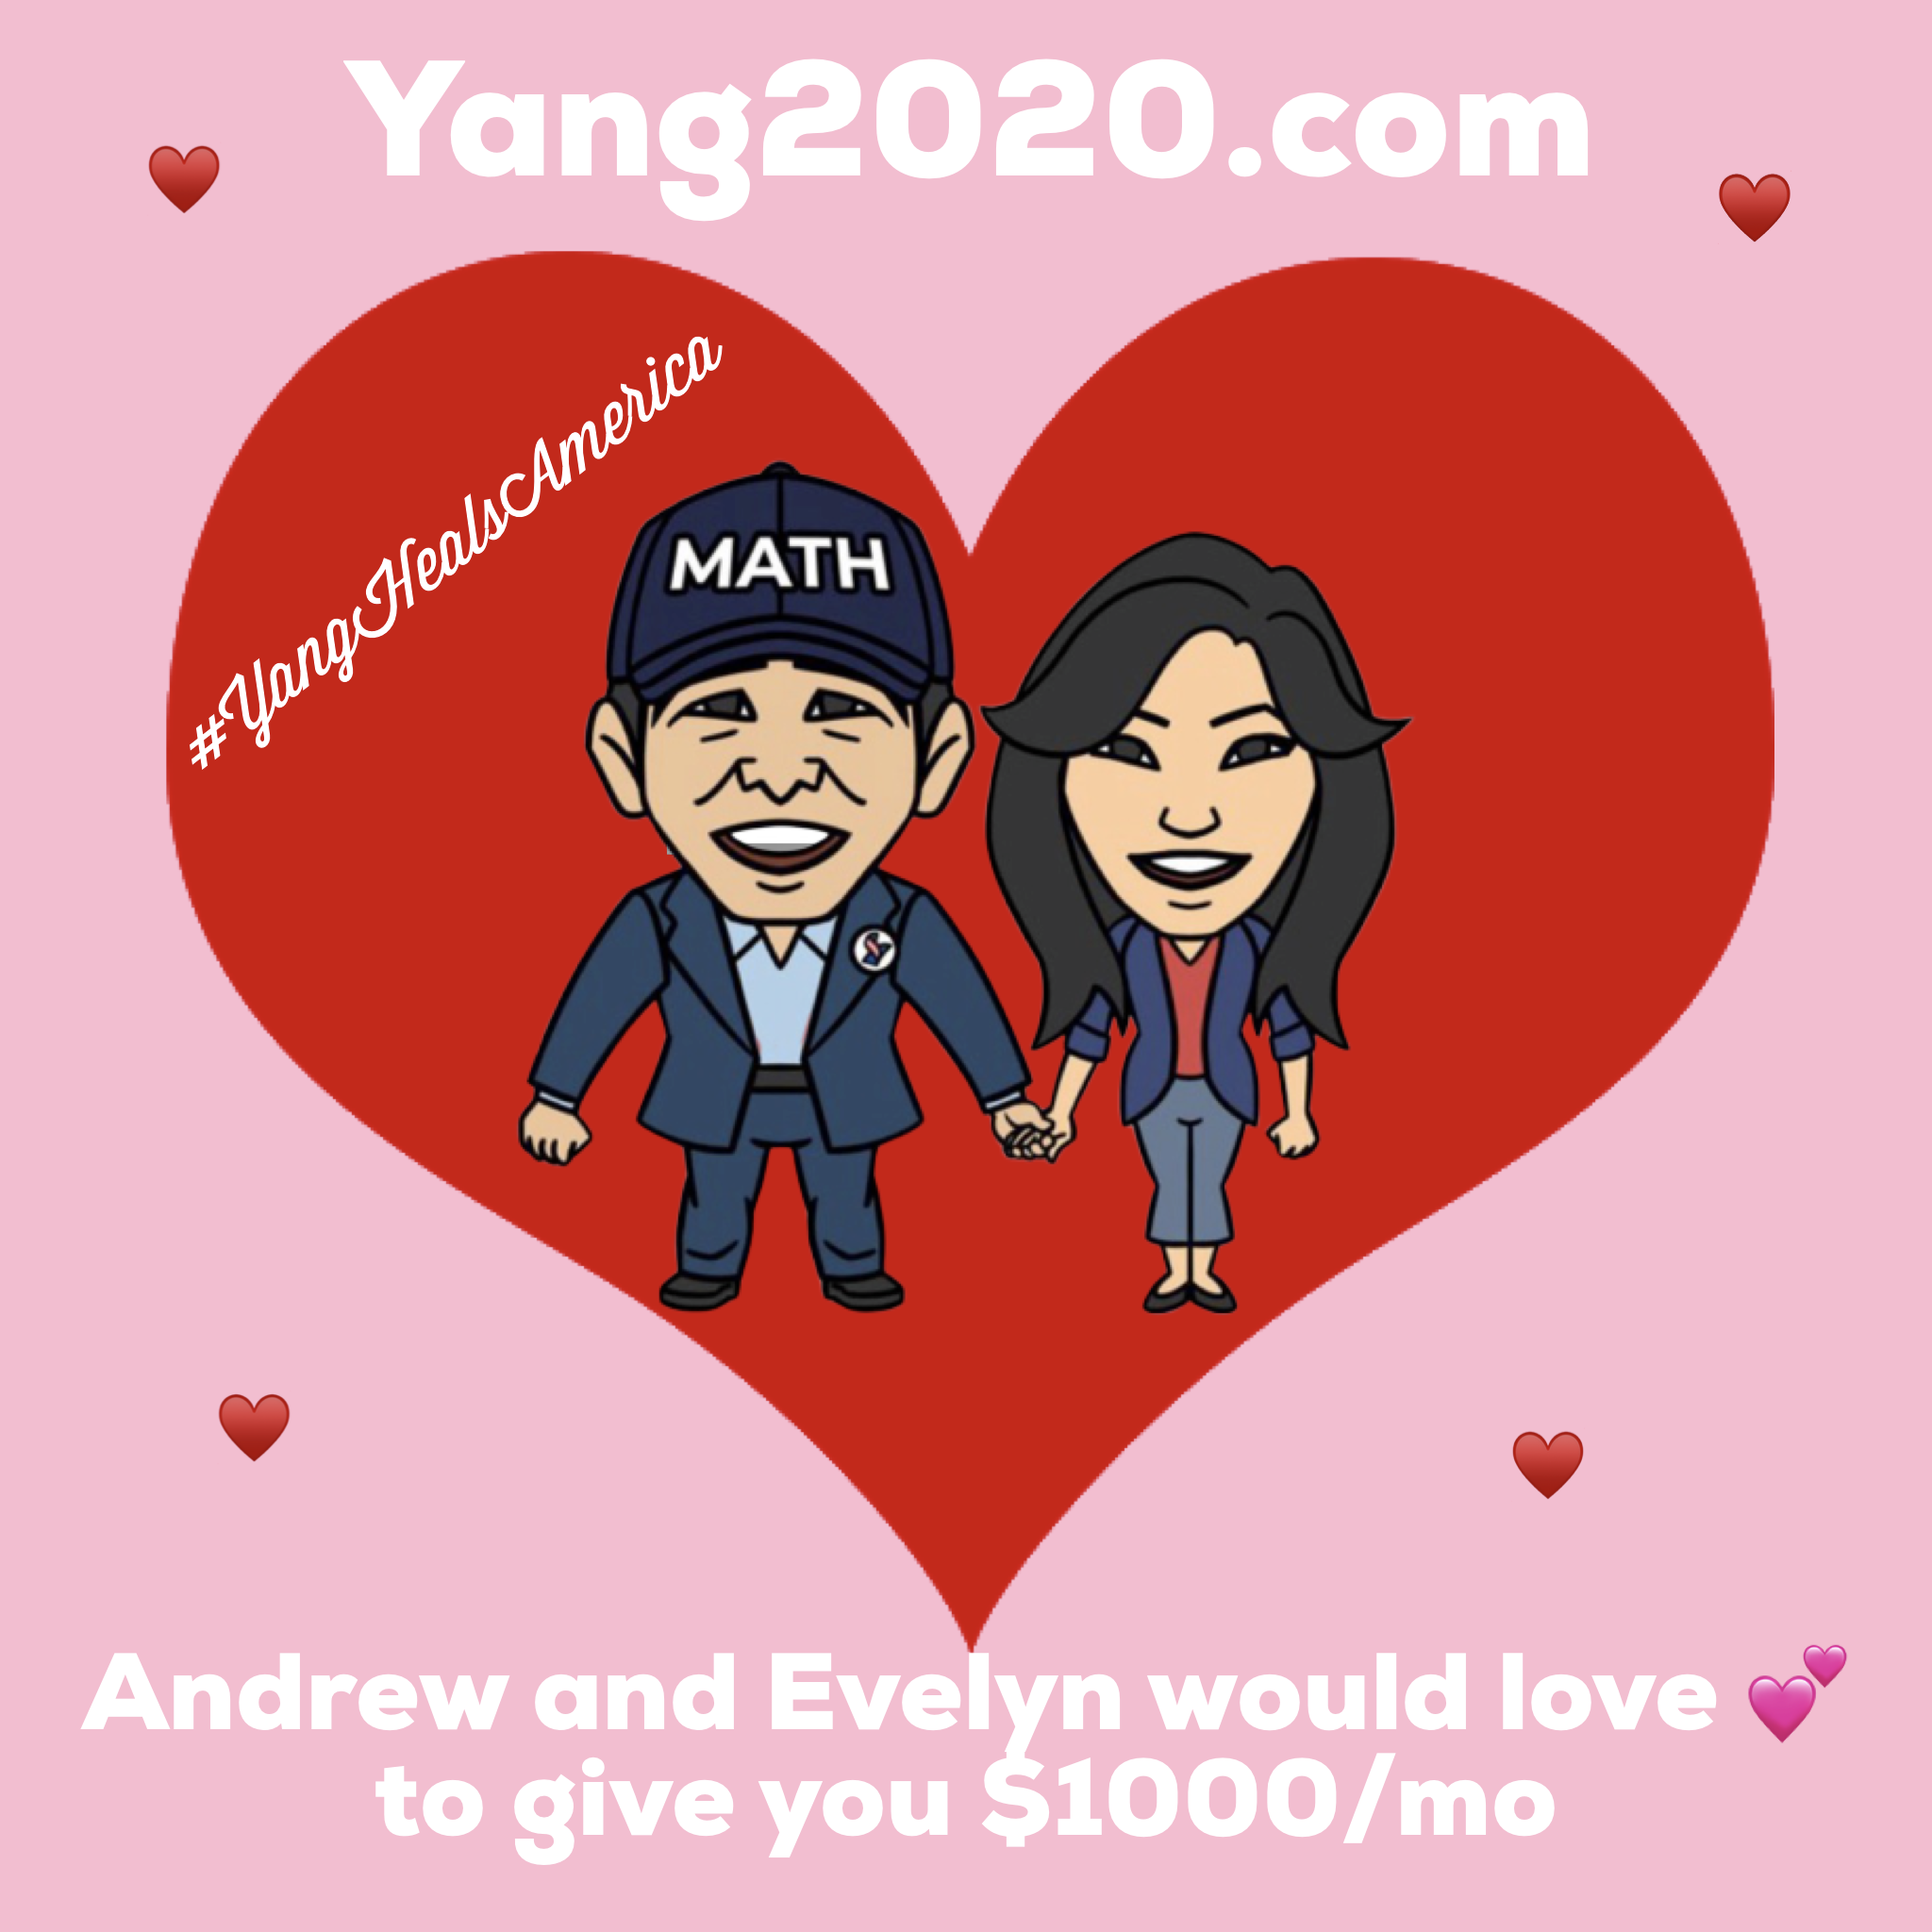 Yang2020.com
#YangHealsAmerica
MATH
Andrew and Evelyn would love 💕
to give you $1000/mo